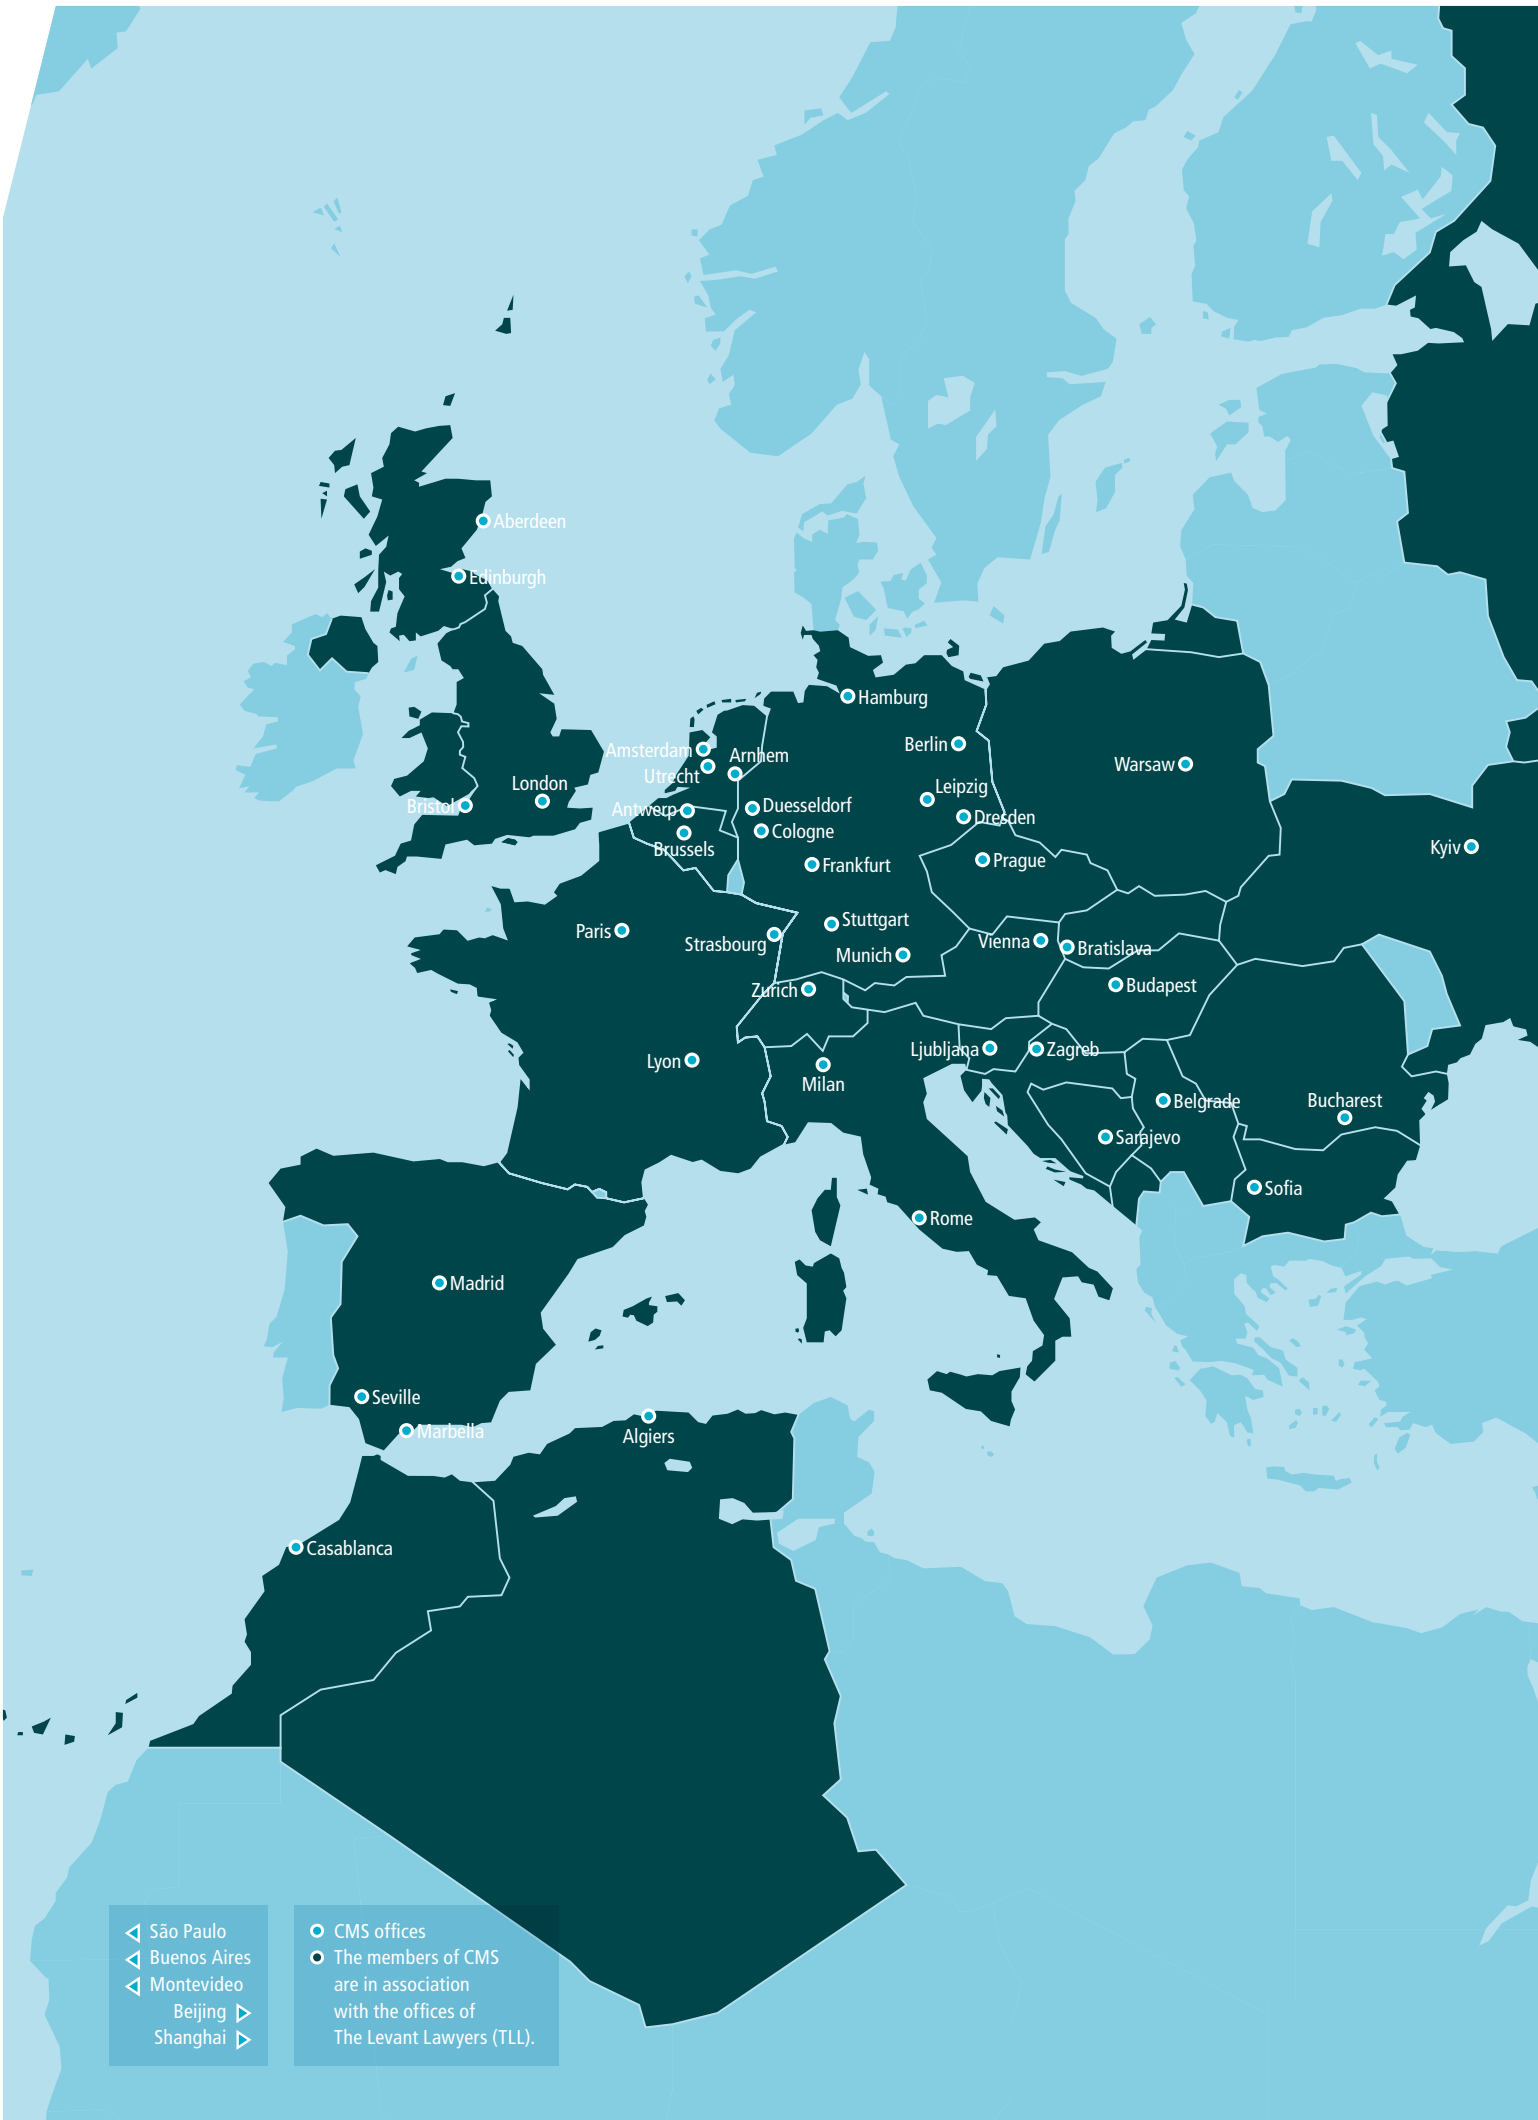 Aberdeen
Edinburgh
Hamburg
Berlin
Amsterdam
Arnhem
Utrecht
Warsaw
London
Leipzig
Bristol
Antwerp
Duesseldorf
Dresden
Cologne
Brussels
Kyiv
Frankfurt
Prague
Stuttgart
Paris
Strasbourg
Vienna
Bratislava
Munich
Zurich
Budapest
Ljubljana
Zagreb
Lyon
Milan
Belgrade
Bucharest
Sarajevo
Sofia
Rome
Madrid
Seville
Marbella
Algiers
Casablanca
São Paulo
Buenos Aires
Montevideo
Beijing
Shanghai
CMS offices
The members of CMS
are in association
with the offices of
The Levant Lawyers (TLL).